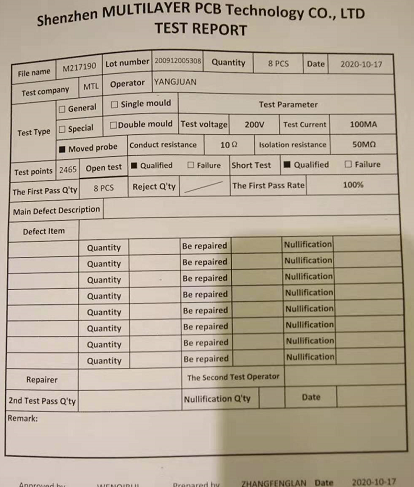 Shenzhen MULTILAYER PCB Technology CO., LTD
TEST REPORT
File name M217190 Lot number 200912005308 Quantity 8 PCS Date 2020-10-17
Test company MTL Operator YANGJUAN
Test Type □ General □ Single mould Test Parameter
□ Special □ Double mould Test voltage 200V Test Current 100MA
■ Moved probe Conduct resistance 10 Ω Isolation resistance 50MΩ
Test points 2465 Open test ■ Qualified □ Failure Short Test ■ Qualified □ Failure
The First Pass Q'ty 8 PCS Reject Q'ty The First Pass Rate 100%
Main Defect Description
Defect Item
Quantity Be repaired Nullification
Quantity Be repaired Nullification
Quantity Be repaired Nullification
Quantity Be repaired Nullification
Quantity Be repaired Nullification
Quantity Be repaired Nullification
Quantity Be repaired Nullification
Quantity Be repaired Nullification
Repairer The Second Test Operator
2nd Test Pass Q'ty Nullification Q'ty Date
Remark:
Approved by Prepared by ZHANGFENGLAN Date 2020-10-17